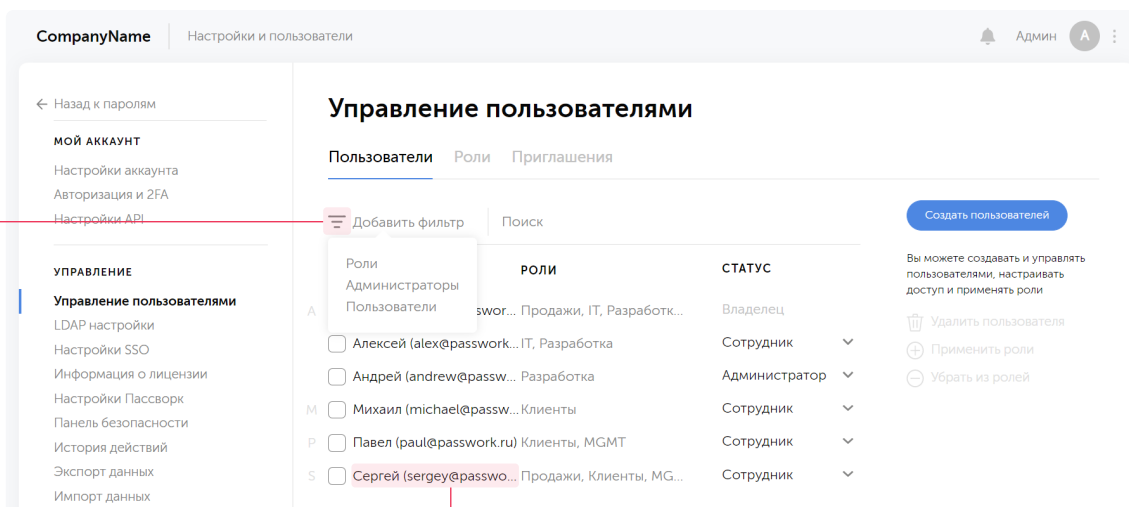 CompanyName
Настройки и пользователи
Админ
A
Назад к паролям
МОЙ АККАУНТ
Настройки аккаунта
Авторизация и 2FA
Настройки API
УПРАВЛЕНИЕ
Управление пользователями
LDAP настройки
Настройки SSO
Информация о лицензии
Настройки Пассворк
Панель безопасности
История действий
Экспорт данных
Импорт данных
Управление пользователями
Пользователи Роли Приглашения
Добавить фильтр
Поиск
Роли
Администраторы
Пользователи
РОЛИ СТАТУС
A swor... Продажи, IT, Разработк... Владелец
Алексей (alex@passwork... IT, Разработка Сотрудник
Андрей (andrew@passw... Разработка Администратор
M Михаил (michael@passw... Клиенты Сотрудник
P Павел (paul@passwork.ru) Клиенты, MGMT Сотрудник
S Сергей (sergey@passwo... Продажи, Клиенты, MG... Сотрудник
Создать пользователей
Вы можете создавать и управлять
пользователями, настраивать
доступ и применять роли
Удалить пользователя
Применить роли
Убрать из ролей